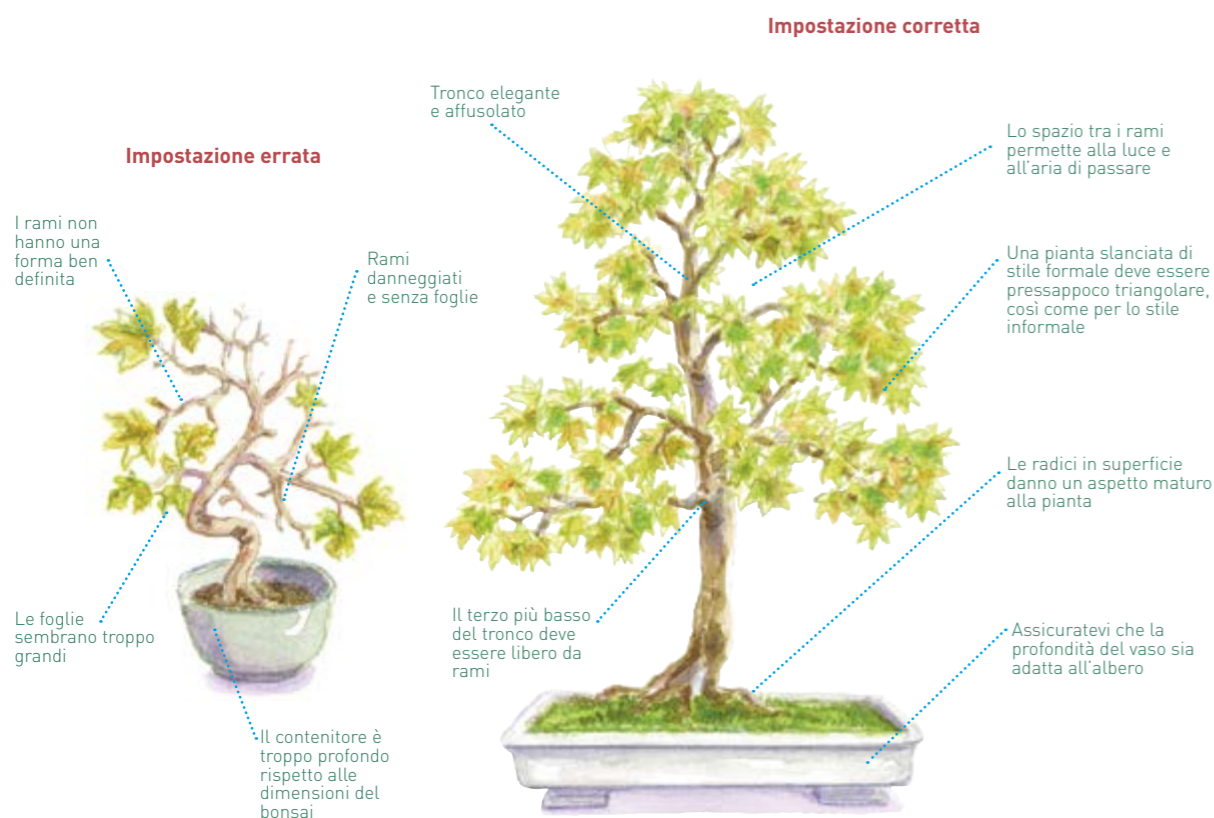 Impostazione errata
I rami non
hanno una
forma ben
definita
Rami
danneggiati
e senza foglie
Le foglie
sembrano troppo
grandi
Il contenitore è
troppo profondo
rispetto alle
dimensioni del
bonsai
Impostazione corretta
Tronco elegante
e affusolato
Lo spazio tra i rami
permette alla luce e
all'aria di passare
Una pianta slanciata di
stile formale deve essere
pressappoco triangolare,
così come per lo stile
informale
Le radici in superficie
danno un aspetto maturo
alla pianta
Il terzo più basso
del tronco deve
essere libero da
rami
Assicuratevi che la
profondità del vaso sia
adatta all'albero